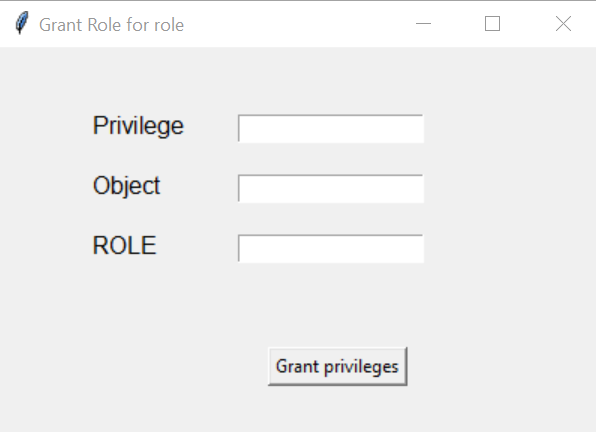 Grant Role for role
Privilege
Object
ROLE
Grant privileges